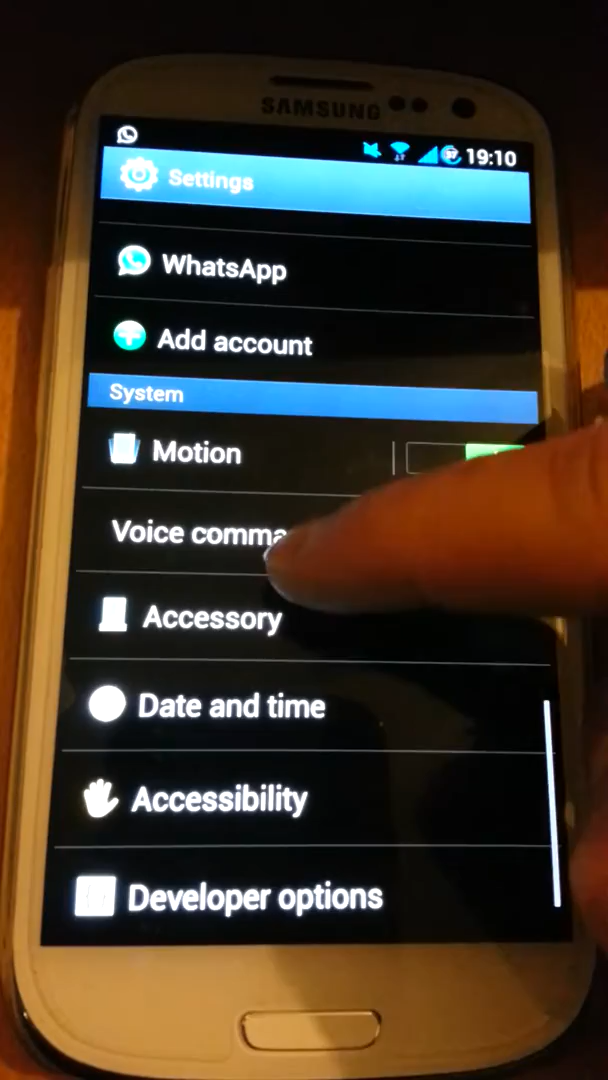 SAMSUNG
19:10
Settings
WhatsApp
Add account
System
Motion
Voice comma
Accessory
Date and time
Accessibility
Developer options